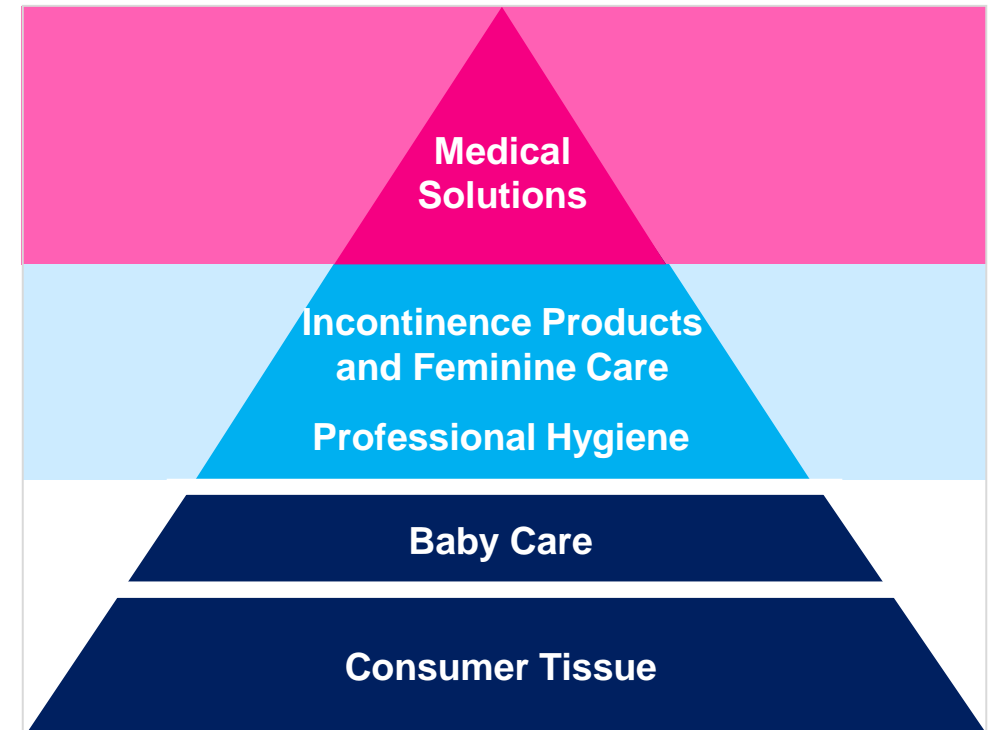 Medical
Solutions
Incontinence Products
and Feminine Care
Professional Hygiene
Baby Care
Consumer Tissue